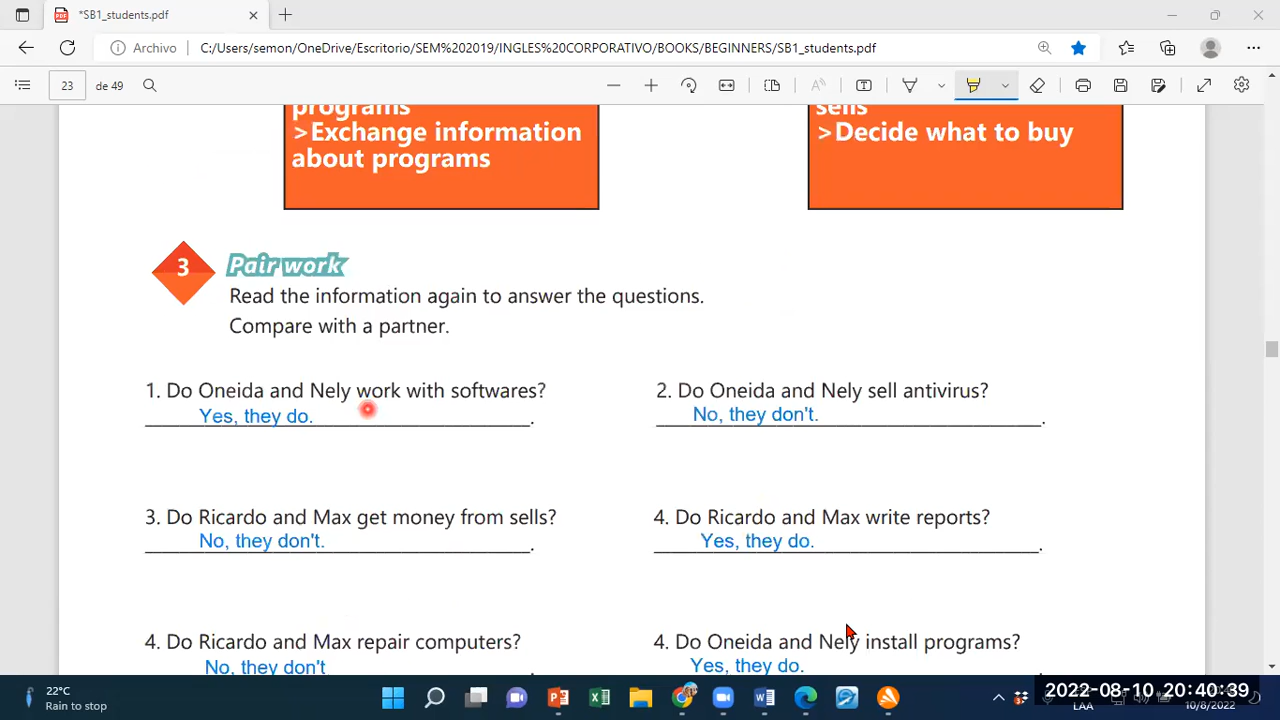 *SB1_students.pdf
Archivo
C:/Users/semon/OneDrive/Escritorio/SEM%202019/INGLES%20CORPORATIVO/BOOKS/BEGINNERS/SB1_students.pdf
23 de 49
programs
>Exchange information
about programs
sells
>Decide what to buy
3
Pair work
Read the information again to answer the questions.
Compare with a partner.
1. Do Oneida and Nely work with softwares?
Yes, they do.
2. Do Oneida and Nely sell antivirus?
No, they don't.
3. Do Ricardo and Max get money from sells?
No, they don't.
4. Do Ricardo and Max write reports?
Yes, they do.
4. Do Ricardo and Max repair computers?
No, they don't
4. Do Oneida and Nely install programs?
Yes, they do.
22°C
Rain to stop
2022-08-10 20:40:39
LAA
10/8/2022